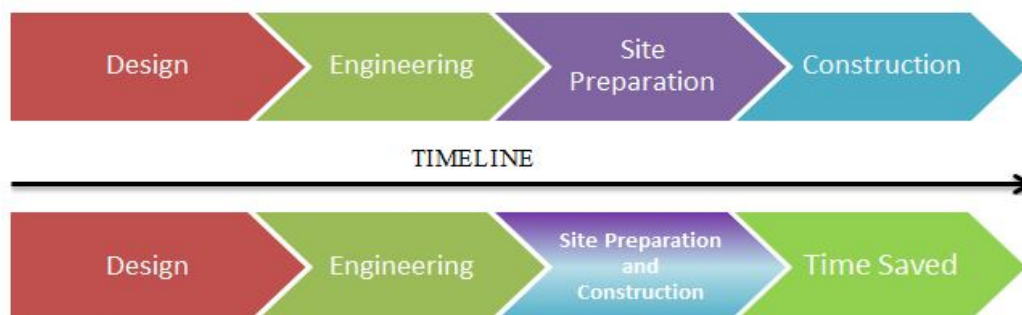 Design
Engineering
Site
Preparation
Construction
TIMELINE
Design
Engineering
Site Preparation
and
Construction
Time Saved